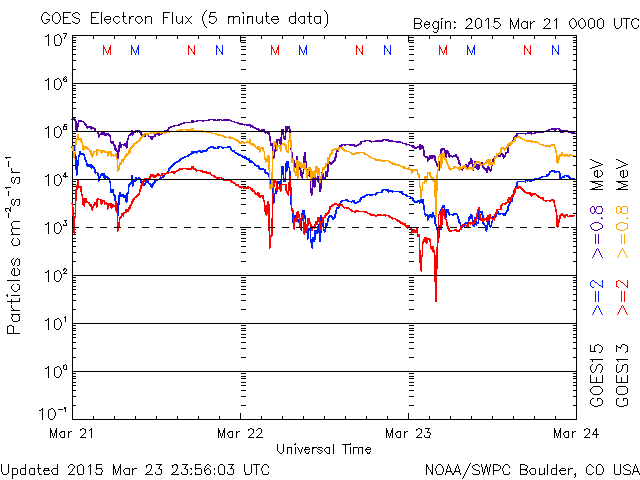 GOES Electron Flux (5 minute data)
Begin: 2015 Mar 21 0000 UTC
M M N N M M N N M M N N
10⁷
10⁶
10⁵
10⁴
10³
10²
10¹
10⁰
10⁻¹
Particles cm⁻²s⁻¹sr⁻¹
GOES15 >=2 >=0.8 MeV
GOES13 >=2 >=0.8 MeV
Mar 21 Mar 22 Mar 23 Mar 24
Universal Time
Updated 2015 Mar 23 23:56:03 UTC
NOAA/SWPC Boulder, CO USA